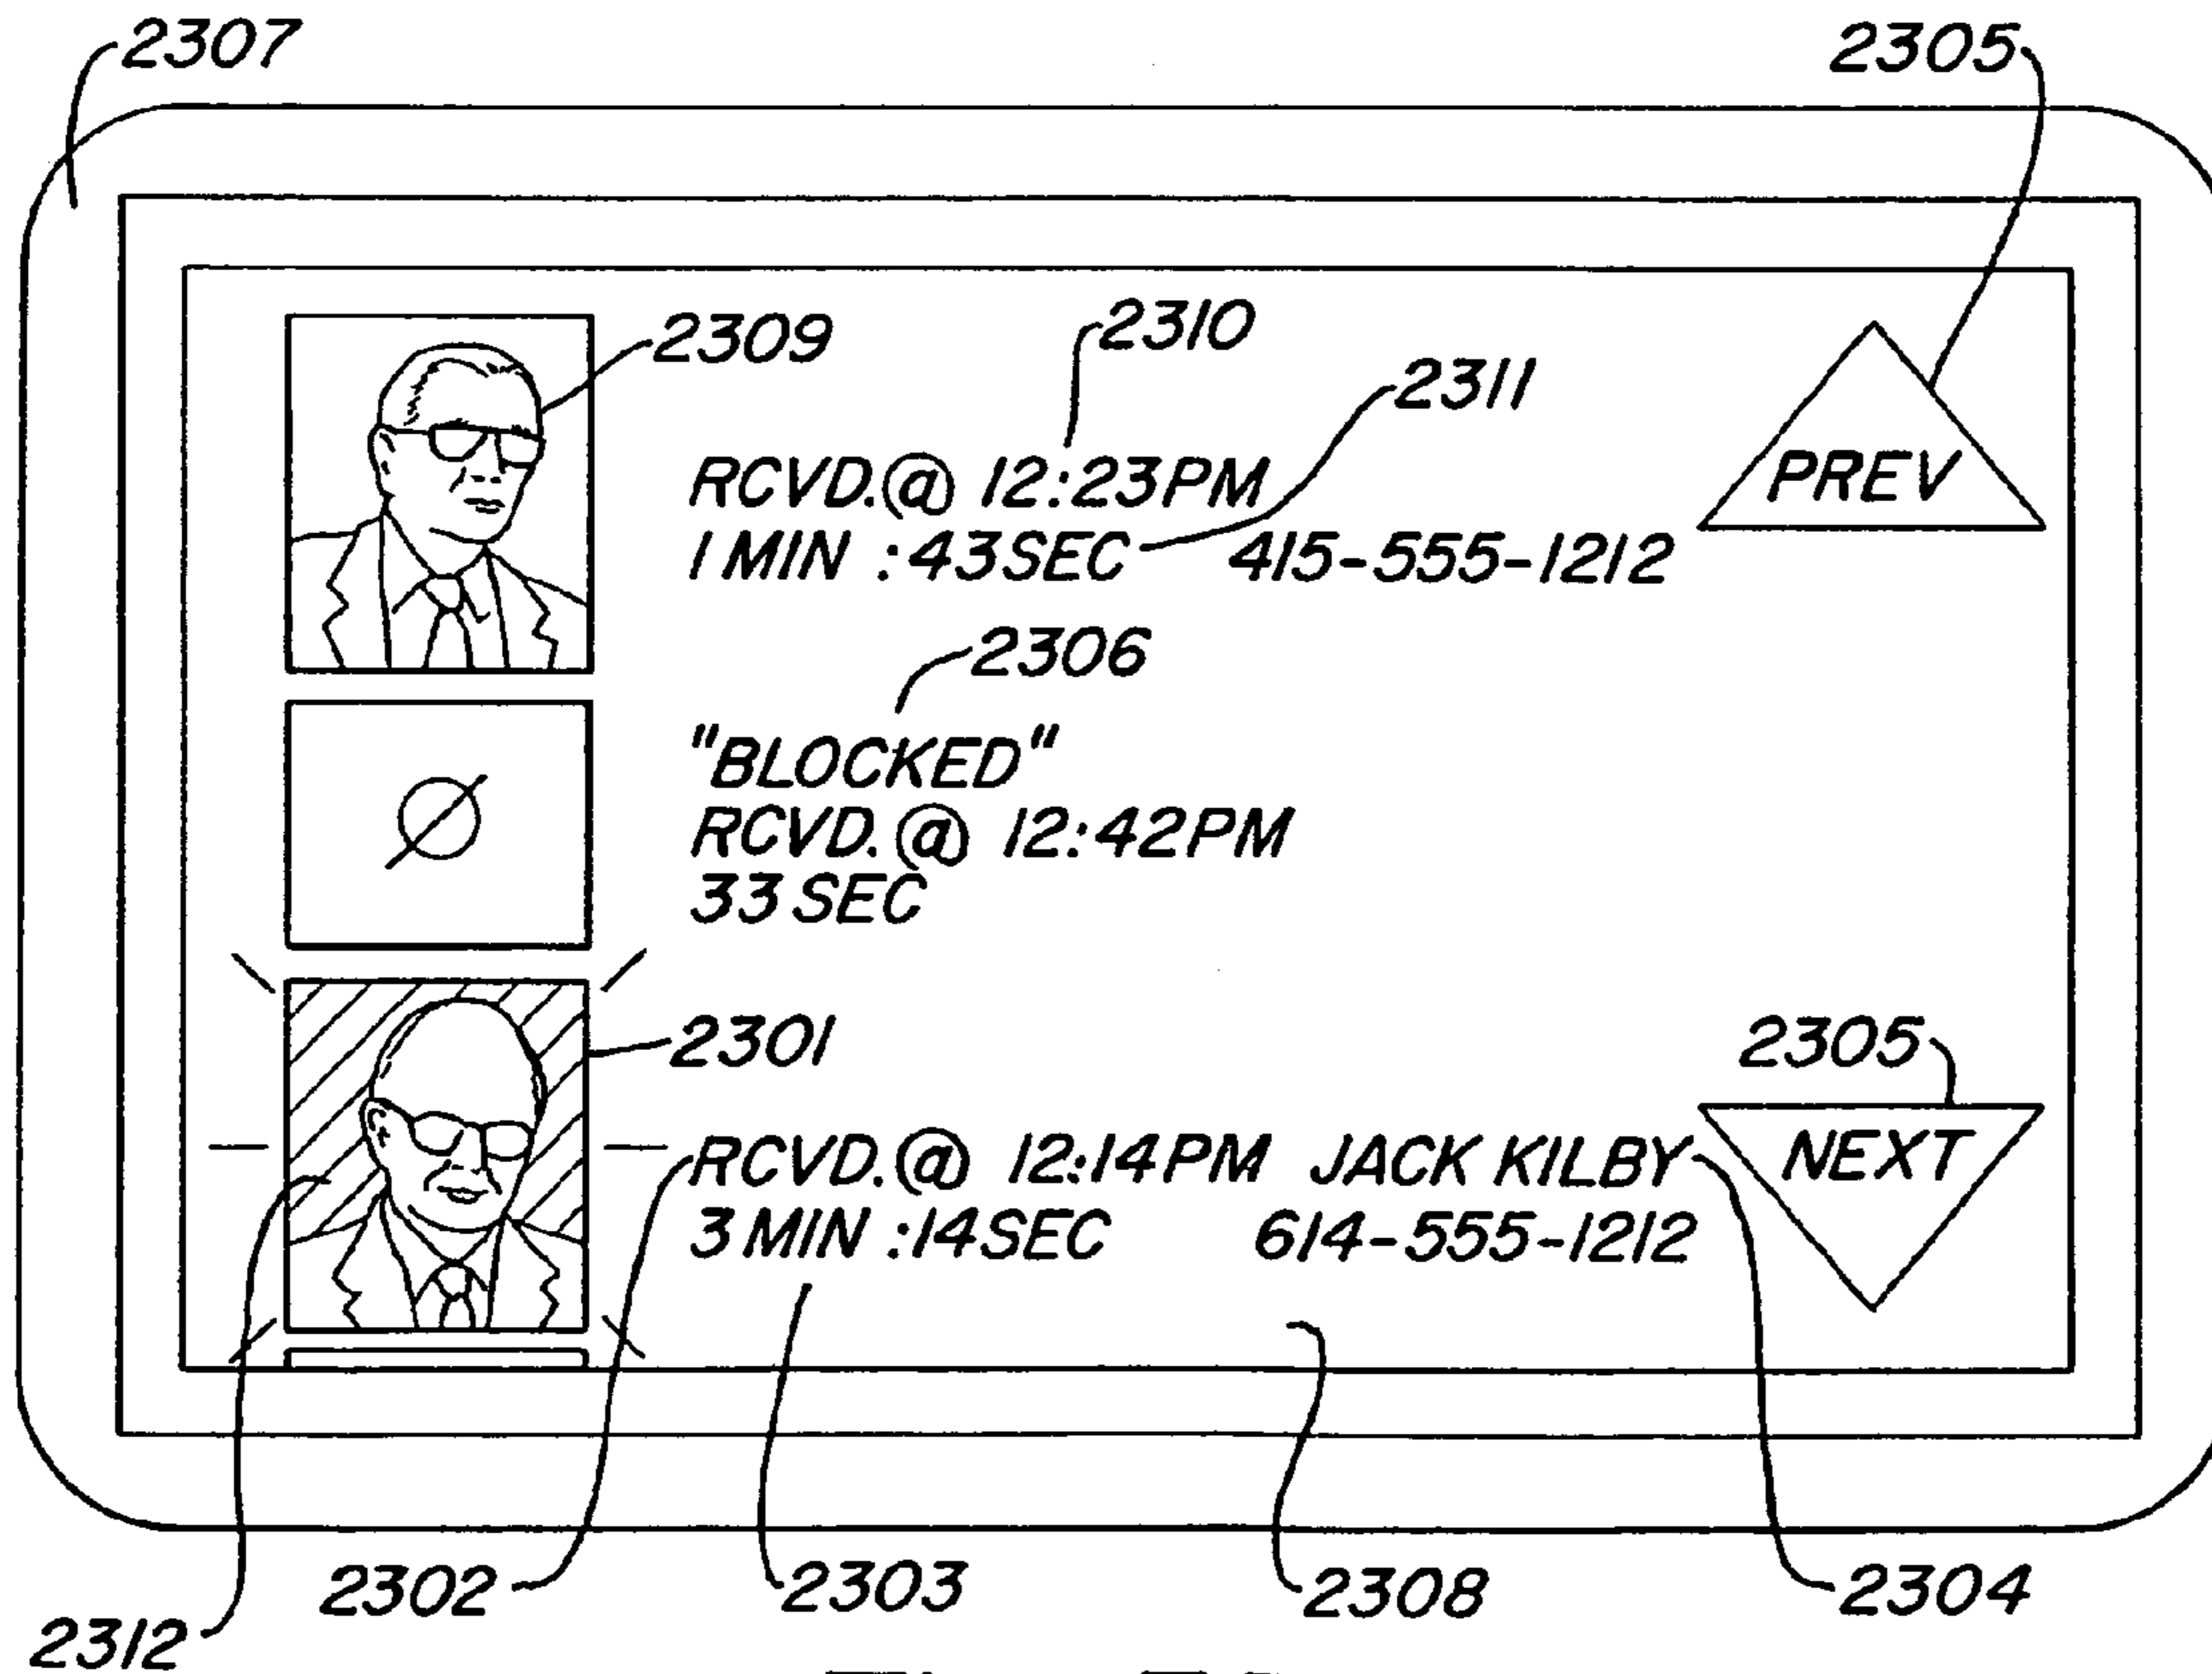 2307
2305
2309
2310
2311
RCVD.@ 12:23PM
1 MIN :43SEC 415-555-1212
PREV
2306
"BLOCKED"
RCVD.@ 12:42PM
33 SEC
2301
2305
RCVD.@ 12:14PM JACK KILBY
3 MIN :14SEC 614-555-1212
NEXT
2302
2303
2308
2304
2312